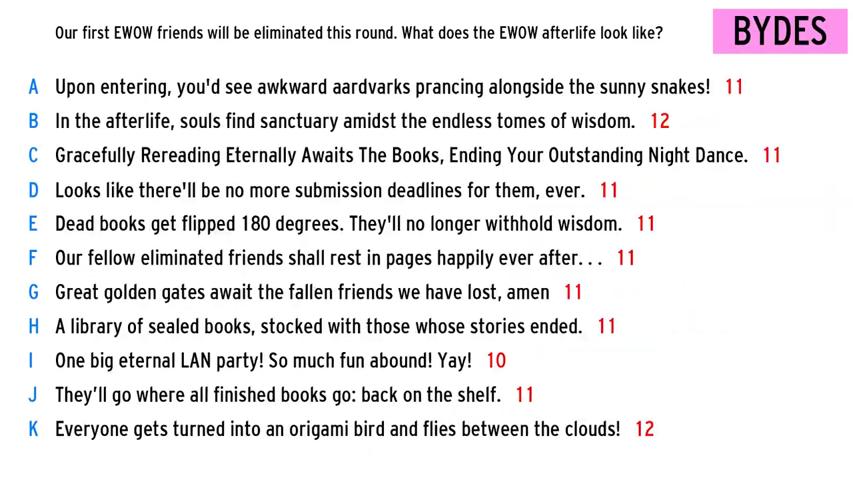 Our first EWOW friends will be eliminated this round. What does the EWOW afterlife look like?
BYDES
A Upon entering, you'd see awkward aardvarks prancing alongside the sunny snakes! 11
B In the afterlife, souls find sanctuary amidst the endless tomes of wisdom. 12
C Gracefully Rereading Eternally Awaits The Books, Ending Your Outstanding Night Dance. 11
D Looks like there'll be no more submission deadlines for them, ever. 11
E Dead books get flipped 180 degrees. They'll no longer withhold wisdom. 11
F Our fellow eliminated friends shall rest in pages happily ever after... 11
G Great golden gates await the fallen friends we have lost, amen 11
H A library of sealed books, stocked with those whose stories ended. 11
I One big eternal LAN party! So much fun abound! Yay! 10
J They’ll go where all finished books go: back on the shelf. 11
K Everyone gets turned into an origami bird and flies between the clouds! 12